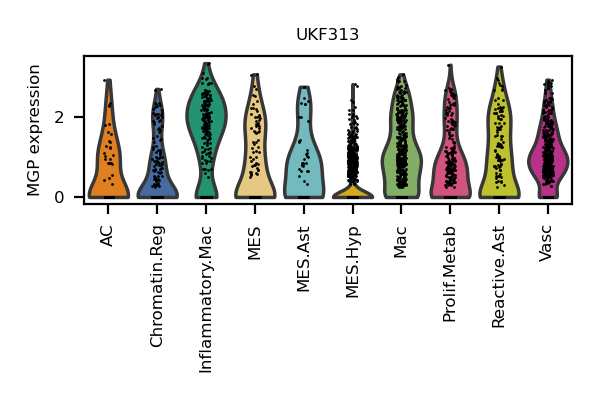 UKF313
MGP expression
2
0
AC
Chromatin.Reg
Inflammatory.Mac
MES
MES.Ast
MES.Hyp
Mac
Prolif.Metab
Reactive.Ast
Vasc